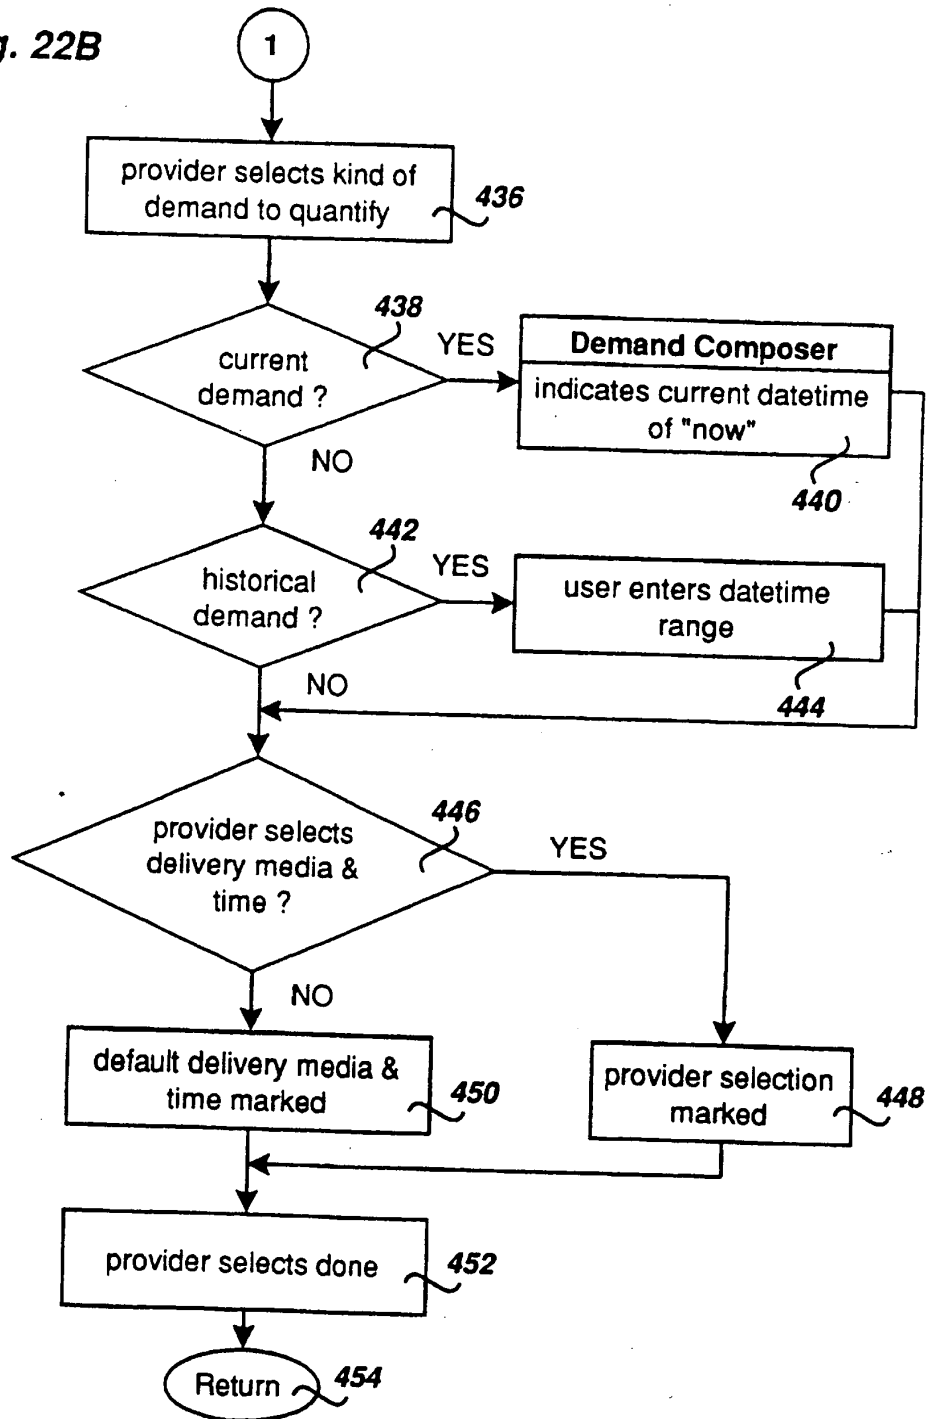 g. 22B
1
provider selects kind of
demand to quantify
436
438
current
demand ?
YES
Demand Composer
indicates current datetime
of "now"
440
NO
442
historical
demand ?
YES
user enters datetime
range
444
NO
446
provider selects
delivery media &
time ?
YES
NO
default delivery media &
time marked
450
provider selection
marked
448
provider selects done
452
Return
454